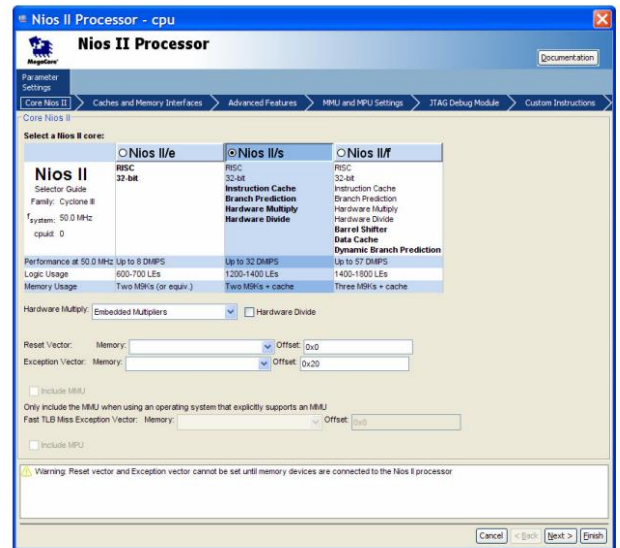 Nios II Processor - cpu
MegaCore'
Nios II Processor
Documentation
Parameter
Settings
Core Nios II
Caches and Memory Interfaces
Advanced Features
MMU and MPU Settings
JTAG Debug Module
Custom Instructions
Core Nios II
Select a Nios II core:
Nios II/e
Nios II/s
Nios II/f
Nios II
Selector Guide
Family: Cyclone III
fsystem: 50.0 MHz
cpuid: 0
RISC
32-bit
RISC
32-bit
Instruction Cache
Branch Prediction
Hardware Multiply
Hardware Divide
RISC
32-bit
Instruction Cache
Branch Prediction
Hardware Multiply
Hardware Divide
Barrel Shifter
Data Cache
Dynamic Branch Prediction
Performance at 50.0 MHz Up to 8 DMIPS Up to 32 DMIPS Up to 57 DMIPS
Logic Usage 600-700 LEs 1200-1400 LEs 1400-1800 LEs
Memory Usage Two M9Ks (or equiv.) Two M9Ks + cache Three M9Ks + cache
Hardware Multiply: Embedded Multipliers Hardware Divide
Reset Vector: Memory: Offset: 0x0
Exception Vector: Memory: Offset: 0x20
Include MMU
Only include the MMU when using an operating system that explicitly supports an MMU
Fast TLB Miss Exception Vector: Memory: Offset: 0x0
Include MPU
Warning: Reset vector and Exception vector cannot be set until memory devices are connected to the Nios II processor
Cancel < Back Next > Finish